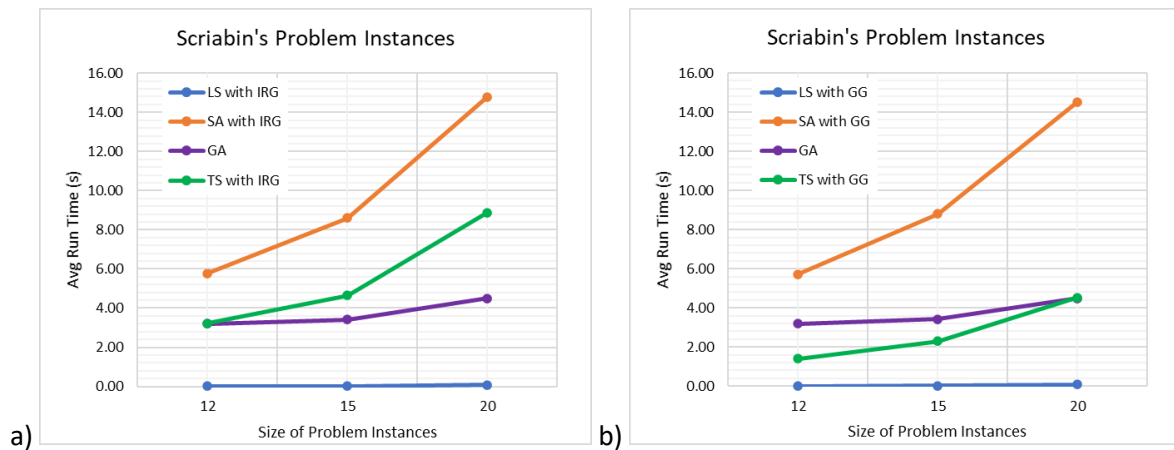 Scriabin's Problem Instances
16.00
14.00
12.00
10.00
8.00
6.00
4.00
2.00
0.00
Avg Run Time (s)
LS with IRG
SA with IRG
GA
TS with IRG
12 15 20
Size of Problem Instances
a)
Scriabin's Problem Instances
16.00
14.00
12.00
10.00
8.00
6.00
4.00
2.00
0.00
Avg Run Time (s)
LS with GG
SA with GG
GA
TS with GG
12 15 20
Size of Problem Instances
b)